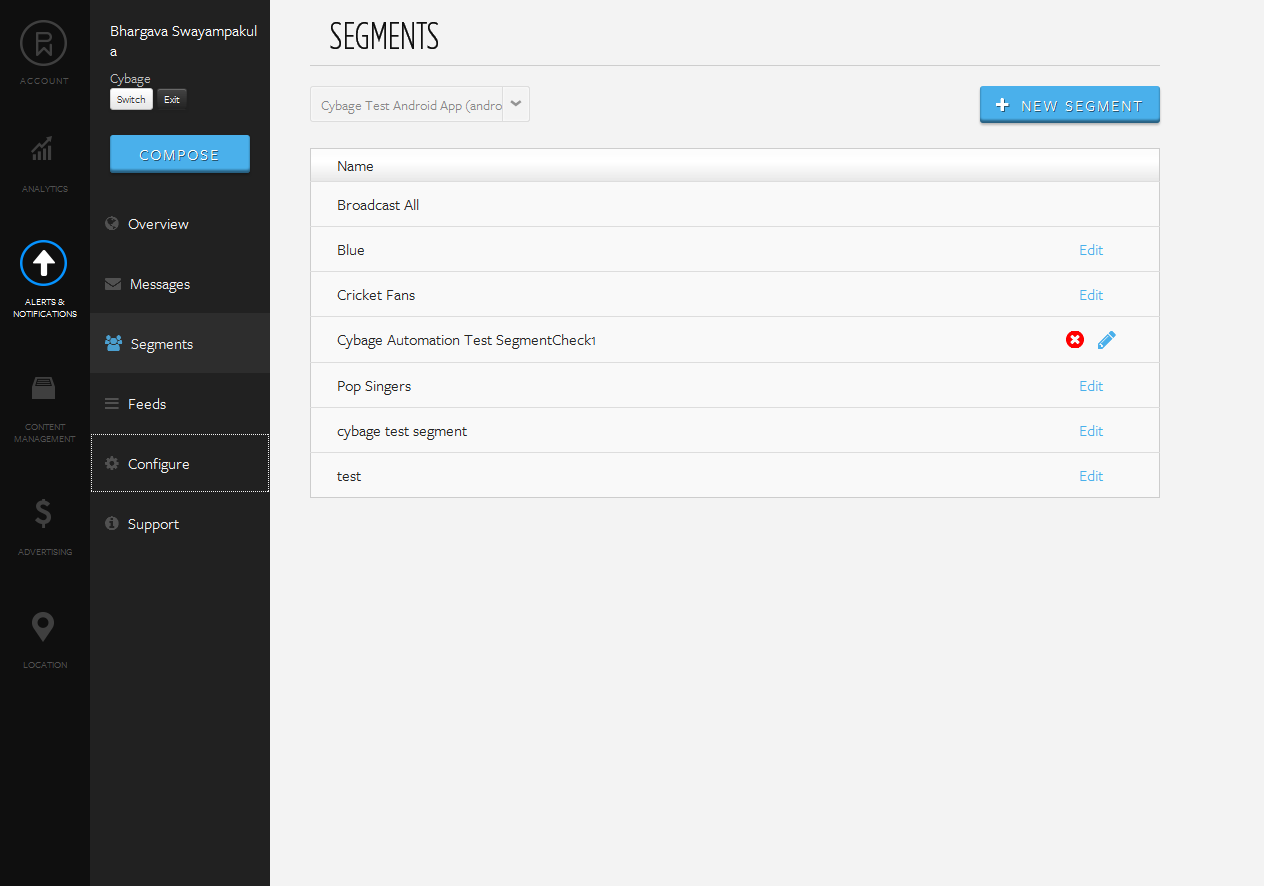 ACCOUNT
ANALYTICS
ALERTS &
NOTIFICATIONS
CONTENT
MANAGEMENT
ADVERTISING
LOCATION
Bhargava Swayampakul
a
Cybage
Switch Exit
COMPOSE
Overview
Messages
Segments
Feeds
Configure
Support
SEGMENTS
Cybage Test Android App (andro
NEW SEGMENT
Name
Broadcast All
Blue Edit
Cricket Fans Edit
Cybage Automation Test SegmentCheck1
Pop Singers Edit
cybage test segment Edit
test Edit